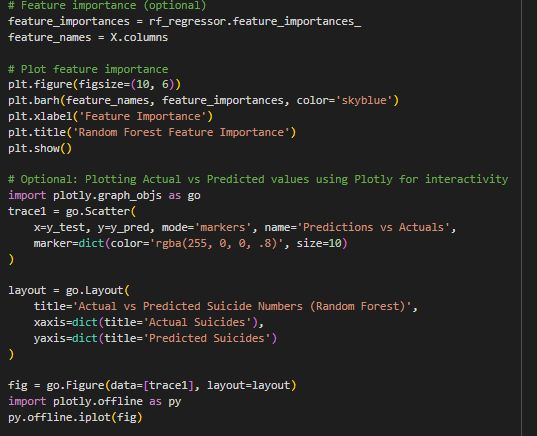 # Feature importance (optional)
feature_importances = rf_regressor.feature_importances_
feature_names = X.columns
# Plot feature importance
plt.figure(figsize=(10, 6))
plt.barh(feature_names, feature_importances, color='skyblue')
plt.xlabel('Feature Importance')
plt.title('Random Forest Feature Importance')
plt.show()
# Optional: Plotting Actual vs Predicted values using Plotly for interactivity
import plotly.graph_objs as go
trace1 = go.Scatter(
    x=y_test, y=y_pred, mode='markers', name='Predictions vs Actuals',
    marker=dict(color='rgba(255, 0, 0, .8)', size=10)
)
layout = go.Layout(
    title='Actual vs Predicted Suicide Numbers (Random Forest)',
    xaxis=dict(title='Actual Suicides'),
    yaxis=dict(title='Predicted Suicides')
)
fig = go.Figure(data=[trace1], layout=layout)
import plotly.offline as py
py.offline.iplot(fig)